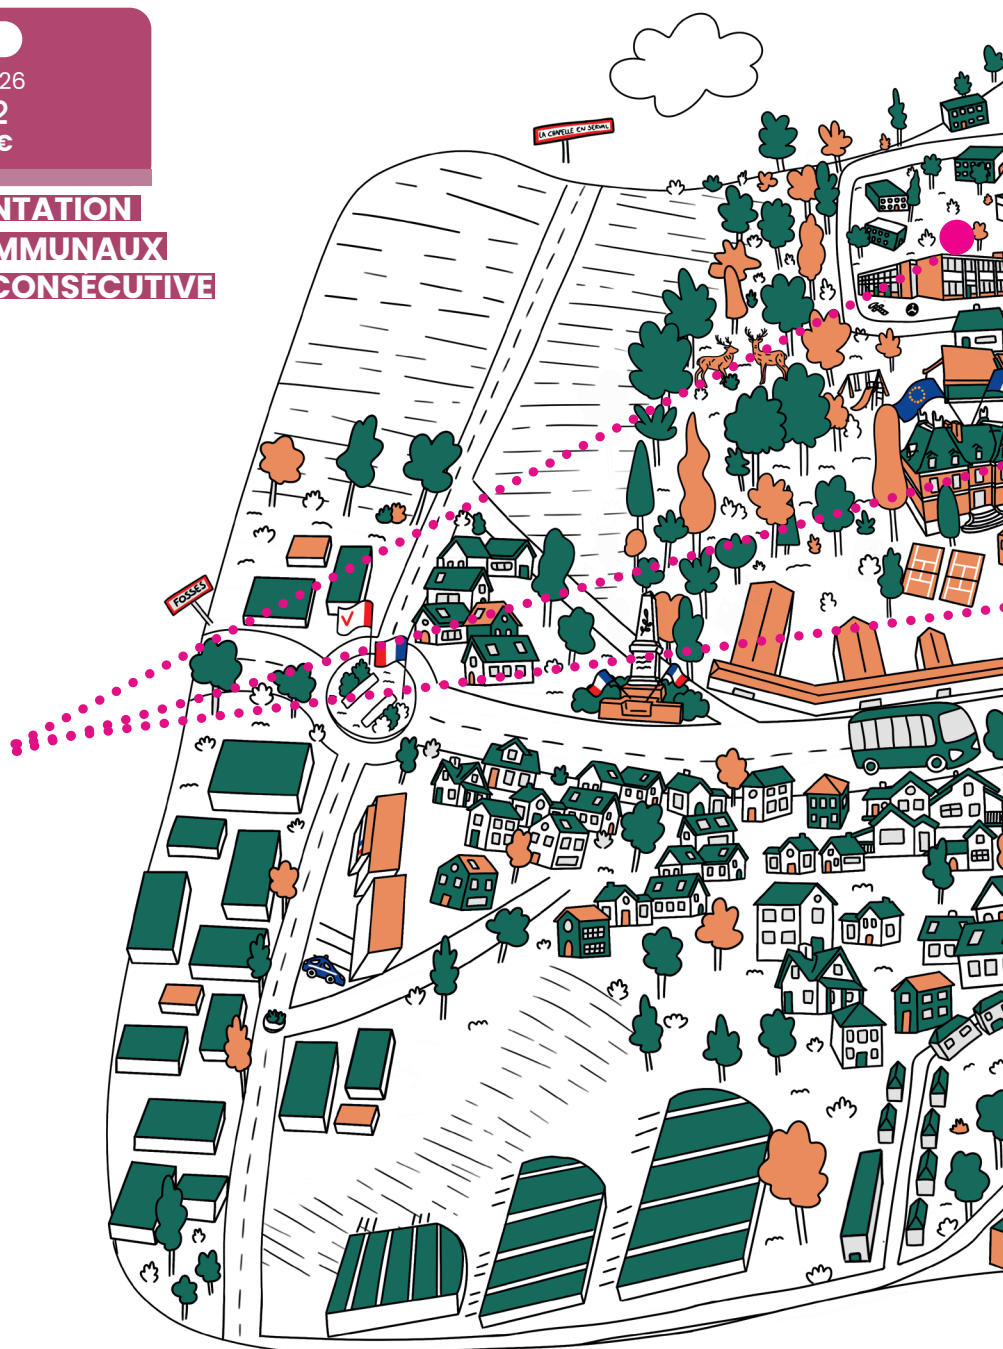 26
2
€
NTATION
MMUNAUX
CONSÉCUTIVE
LA CHAPELLE EN SERVAL
FOSSES